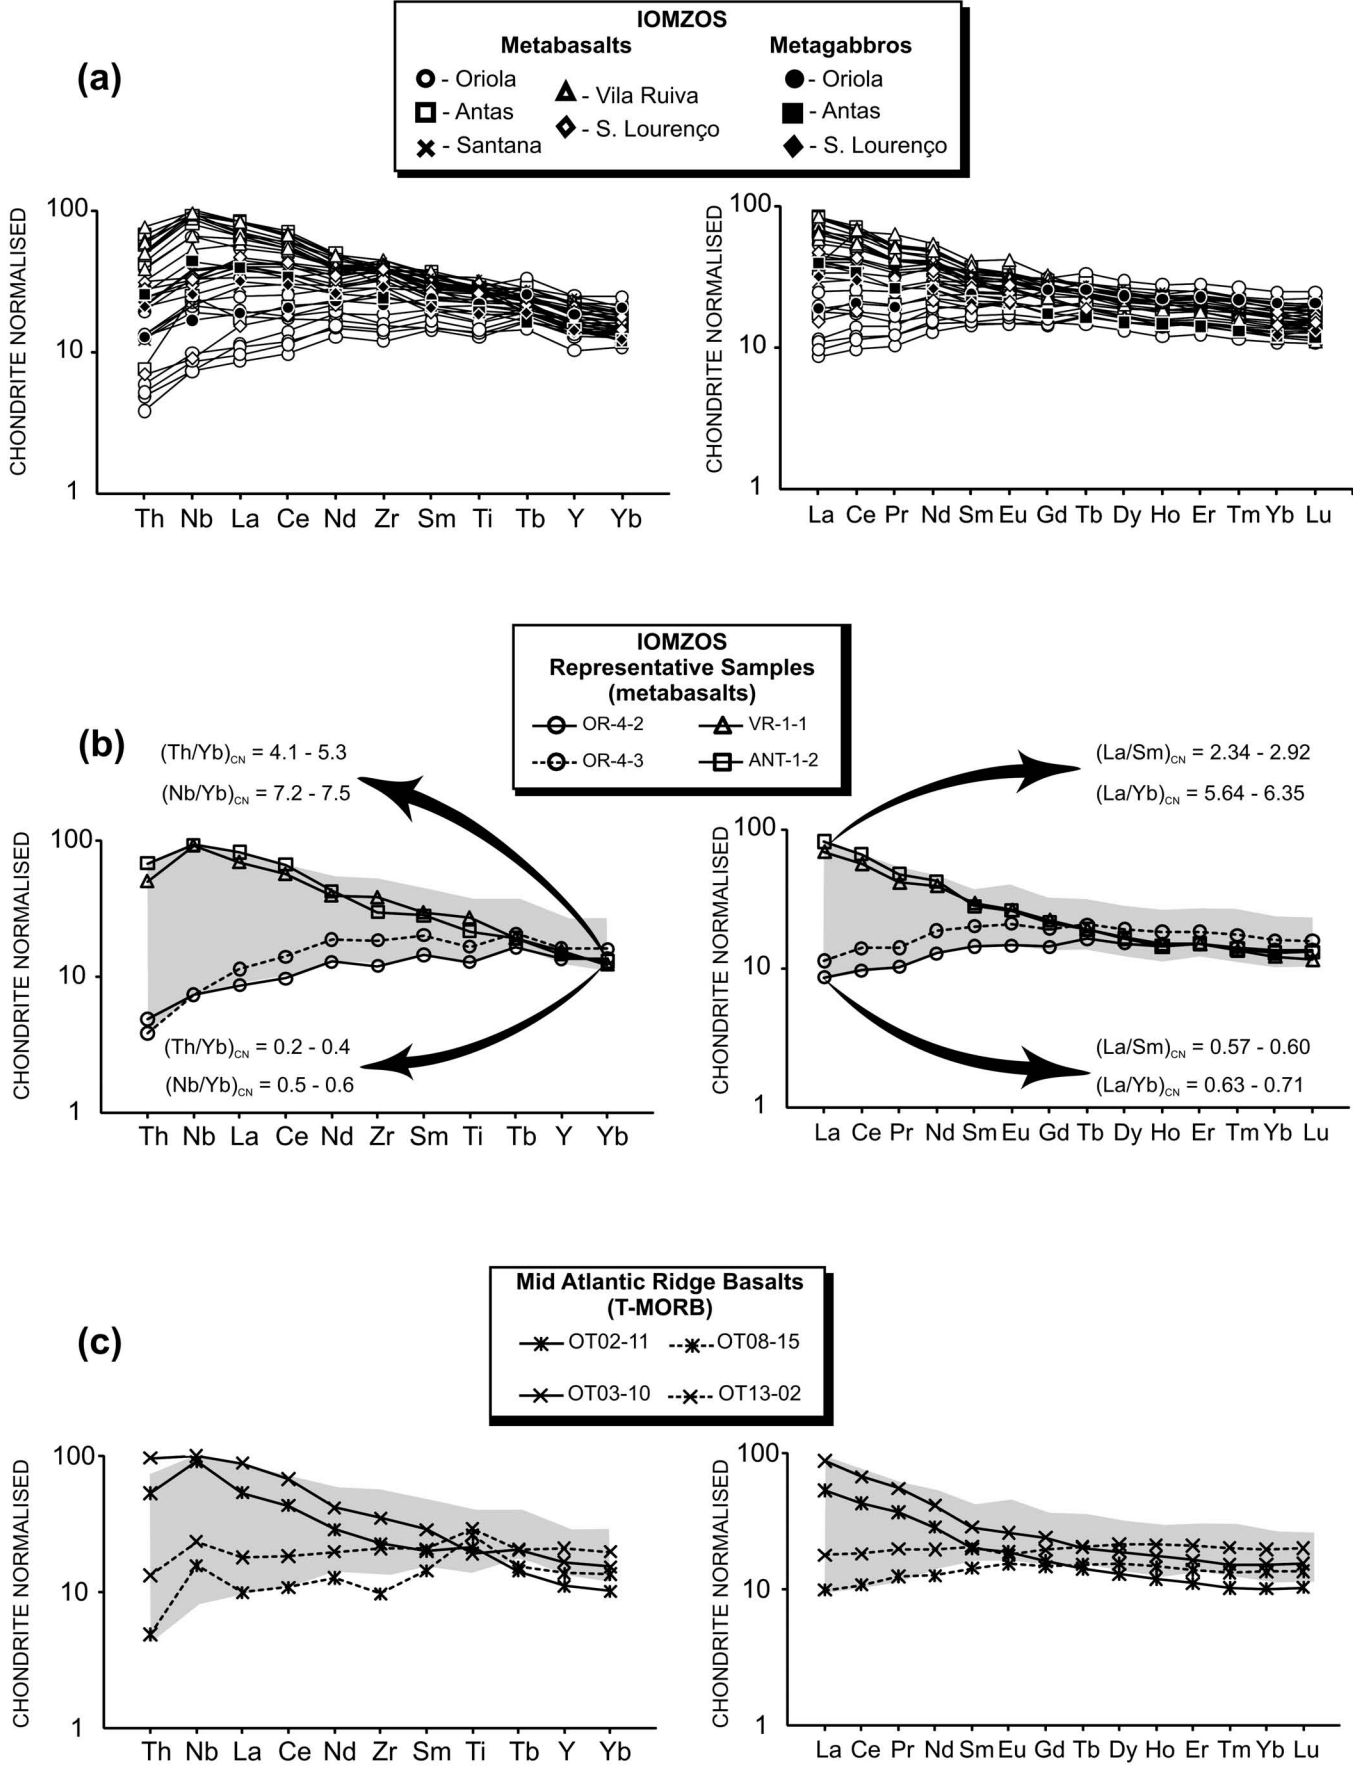 (a)
IOMZOS
Metabasalts
Metagabbros
- Oriola
- Antas
- Santana
- Vila Ruiva
- S. Lourenço
- Oriola
- Antas
- S. Lourenço
CHONDRITE NORMALISED
100
10
1
Th Nb La Ce Nd Zr Sm Ti Tb Y Yb
CHONDRITE NORMALISED
100
10
1
La Ce Pr Nd Sm Eu Gd Tb Dy Ho Er Tm Yb Lu
(b)
IOMZOS
Representative Samples
(metabasalts)
OR-4-2
VR-1-1
OR-4-3
ANT-1-2
(Th/Yb)CN = 4.1 - 5.3
(Nb/Yb)CN = 7.2 - 7.5
(La/Sm)CN = 2.34 - 2.92
(La/Yb)CN = 5.64 - 6.35
CHONDRITE NORMALISED
100
10
1
(Th/Yb)CN = 0.2 - 0.4
(Nb/Yb)CN = 0.5 - 0.6
Th Nb La Ce Nd Zr Sm Ti Tb Y Yb
CHONDRITE NORMALISED
100
10
1
(La/Sm)CN = 0.57 - 0.60
(La/Yb)CN = 0.63 - 0.71
La Ce Pr Nd Sm Eu Gd Tb Dy Ho Er Tm Yb Lu
(c)
Mid Atlantic Ridge Basalts
(T-MORB)
OT02-11
OT08-15
OT03-10
OT13-02
CHONDRITE NORMALISED
100
10
1
Th Nb La Ce Nd Zr Sm Ti Tb Y Yb
CHONDRITE NORMALISED
100
10
1
La Ce Pr Nd Sm Eu Gd Tb Dy Ho Er Tm Yb Lu